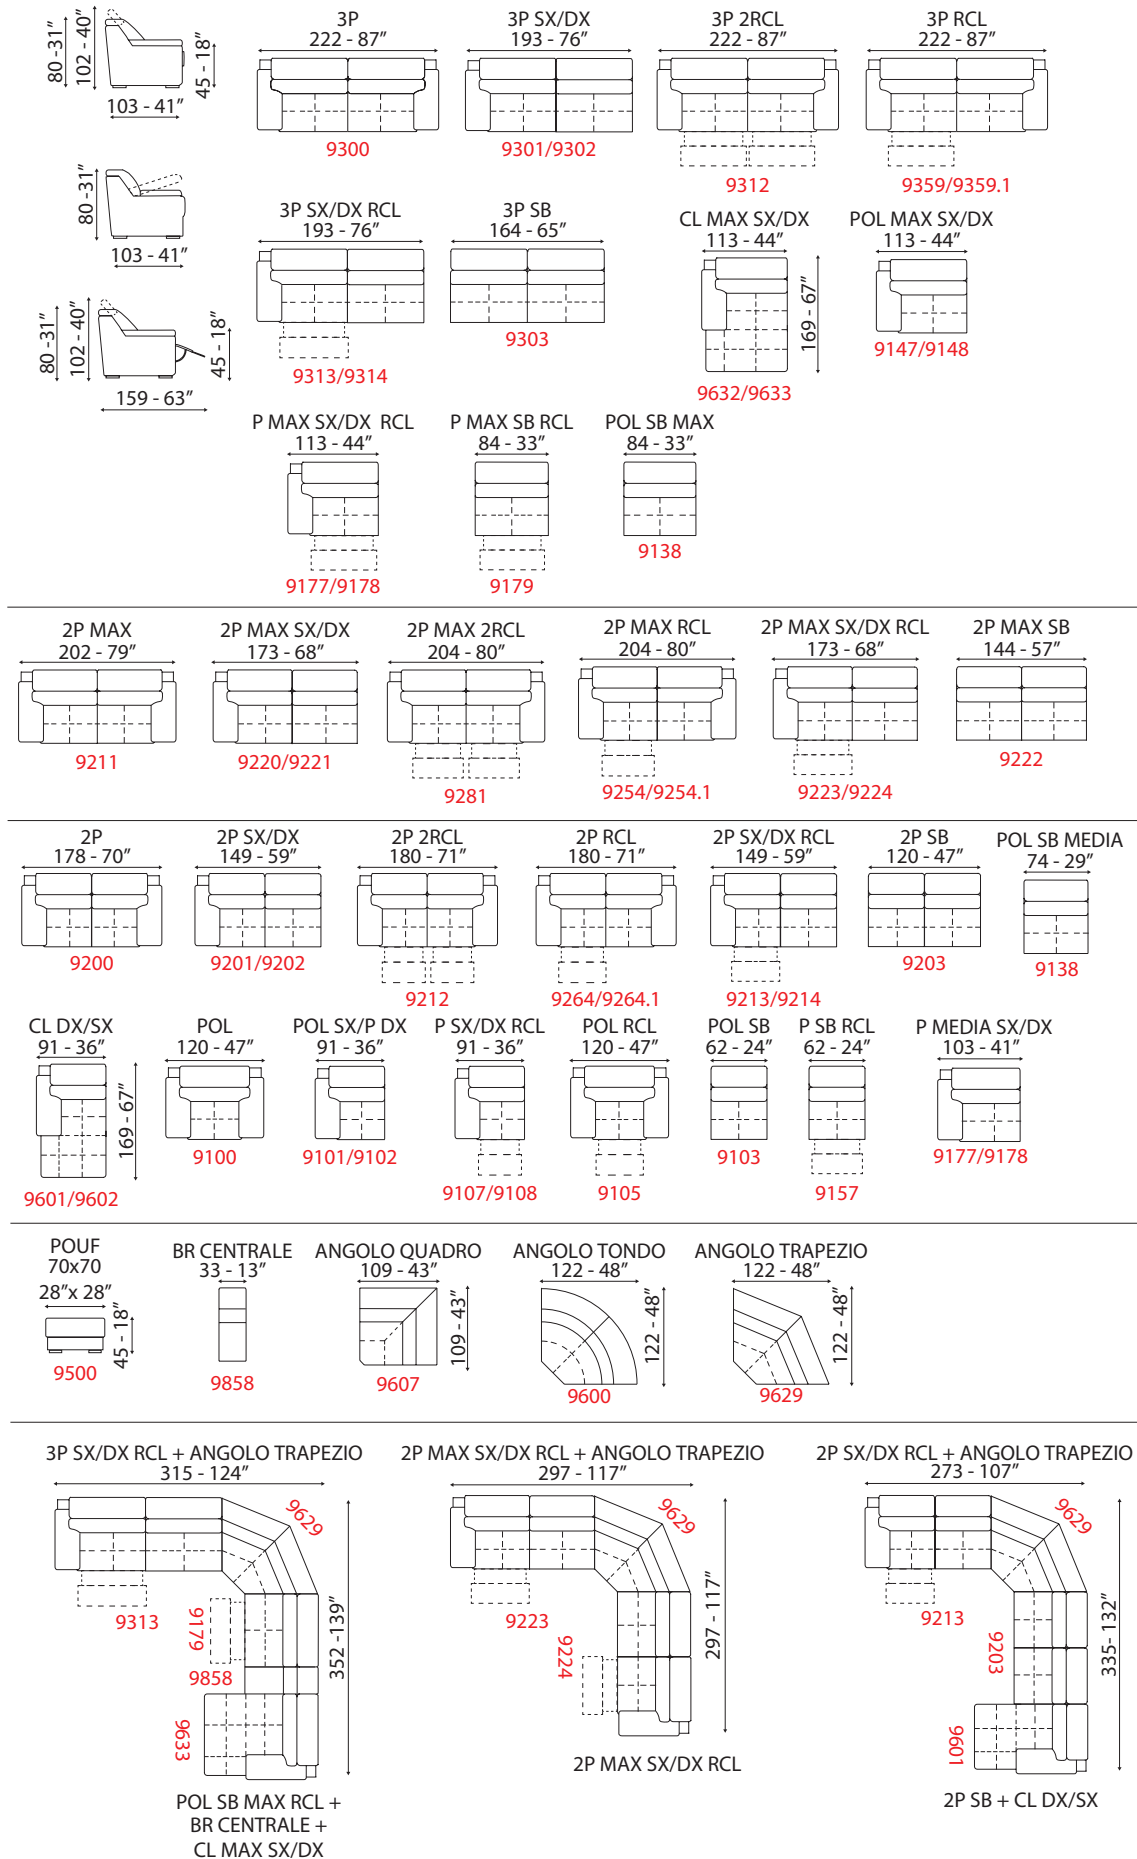 80 -31”
102 - 40”
45 - 18”
103 - 41”
3P
222 - 87”
9300
3P SX/DX
193 - 76”
9301/9302
3P 2RCL
222 - 87”
9312
3P RCL
222 - 87”
9359/9359.1
80 -31”
103 - 41”
3P SX/DX RCL
193 - 76”
9313/9314
3P SB
164 - 65”
9303
CL MAX SX/DX
113 - 44”
169 - 67”
9632/9633
POL MAX SX/DX
113 - 44”
9147/9148
80 -31”
102 - 40”
45 - 18”
159 - 63”
P MAX SX/DX  RCL
113 - 44”
9177/9178
P MAX SB RCL
84 - 33”
9179
POL SB MAX
84 - 33”
9138
2P MAX
202 - 79”
9211
2P MAX SX/DX
173 - 68”
9220/9221
2P MAX 2RCL
204 - 80”
9281
2P MAX RCL
204 - 80”
9254/9254.1
2P MAX SX/DX RCL
173 - 68”
9223/9224
2P MAX SB
144 - 57”
9222
2P
178 - 70”
9200
2P SX/DX
149 - 59”
9201/9202
2P 2RCL
180 - 71”
9212
2P RCL
180 - 71”
9264/9264.1
2P SX/DX RCL
149 - 59”
9213/9214
2P SB
120 - 47”
9203
POL SB MEDIA
74 - 29”
9138
CL DX/SX
91 - 36”
169 - 67”
9601/9602
POL
120 - 47”
9100
POL SX/P DX
91 - 36”
9101/9102
P SX/DX RCL
91 - 36”
9107/9108
POL RCL
120 - 47”
9105
POL SB
62 - 24”
9103
P SB RCL
62 - 24”
9157
P MEDIA SX/DX
103 - 41”
9177/9178
POUF
70x70
28”x 28”
45 - 18”
9500
BR CENTRALE
33 - 13”
9858
ANGOLO QUADRO
109 - 43”
109 - 43”
9607
ANGOLO TONDO
122 - 48”
122 - 48”
9600
ANGOLO TRAPEZIO
122 - 48”
122 - 48”
9629
3P SX/DX RCL + ANGOLO TRAPEZIO
315 - 124”
9629
9313
9179
9858
9633
352 -139”
POL SB MAX RCL +
BR CENTRALE +
CL MAX SX/DX
2P MAX SX/DX RCL + ANGOLO TRAPEZIO
297 - 117”
9629
9223
9224
297 - 117”
2P MAX SX/DX RCL
2P SX/DX RCL + ANGOLO TRAPEZIO
273 - 107”
9629
9213
9203
9601
335- 132”
2P SB + CL DX/SX